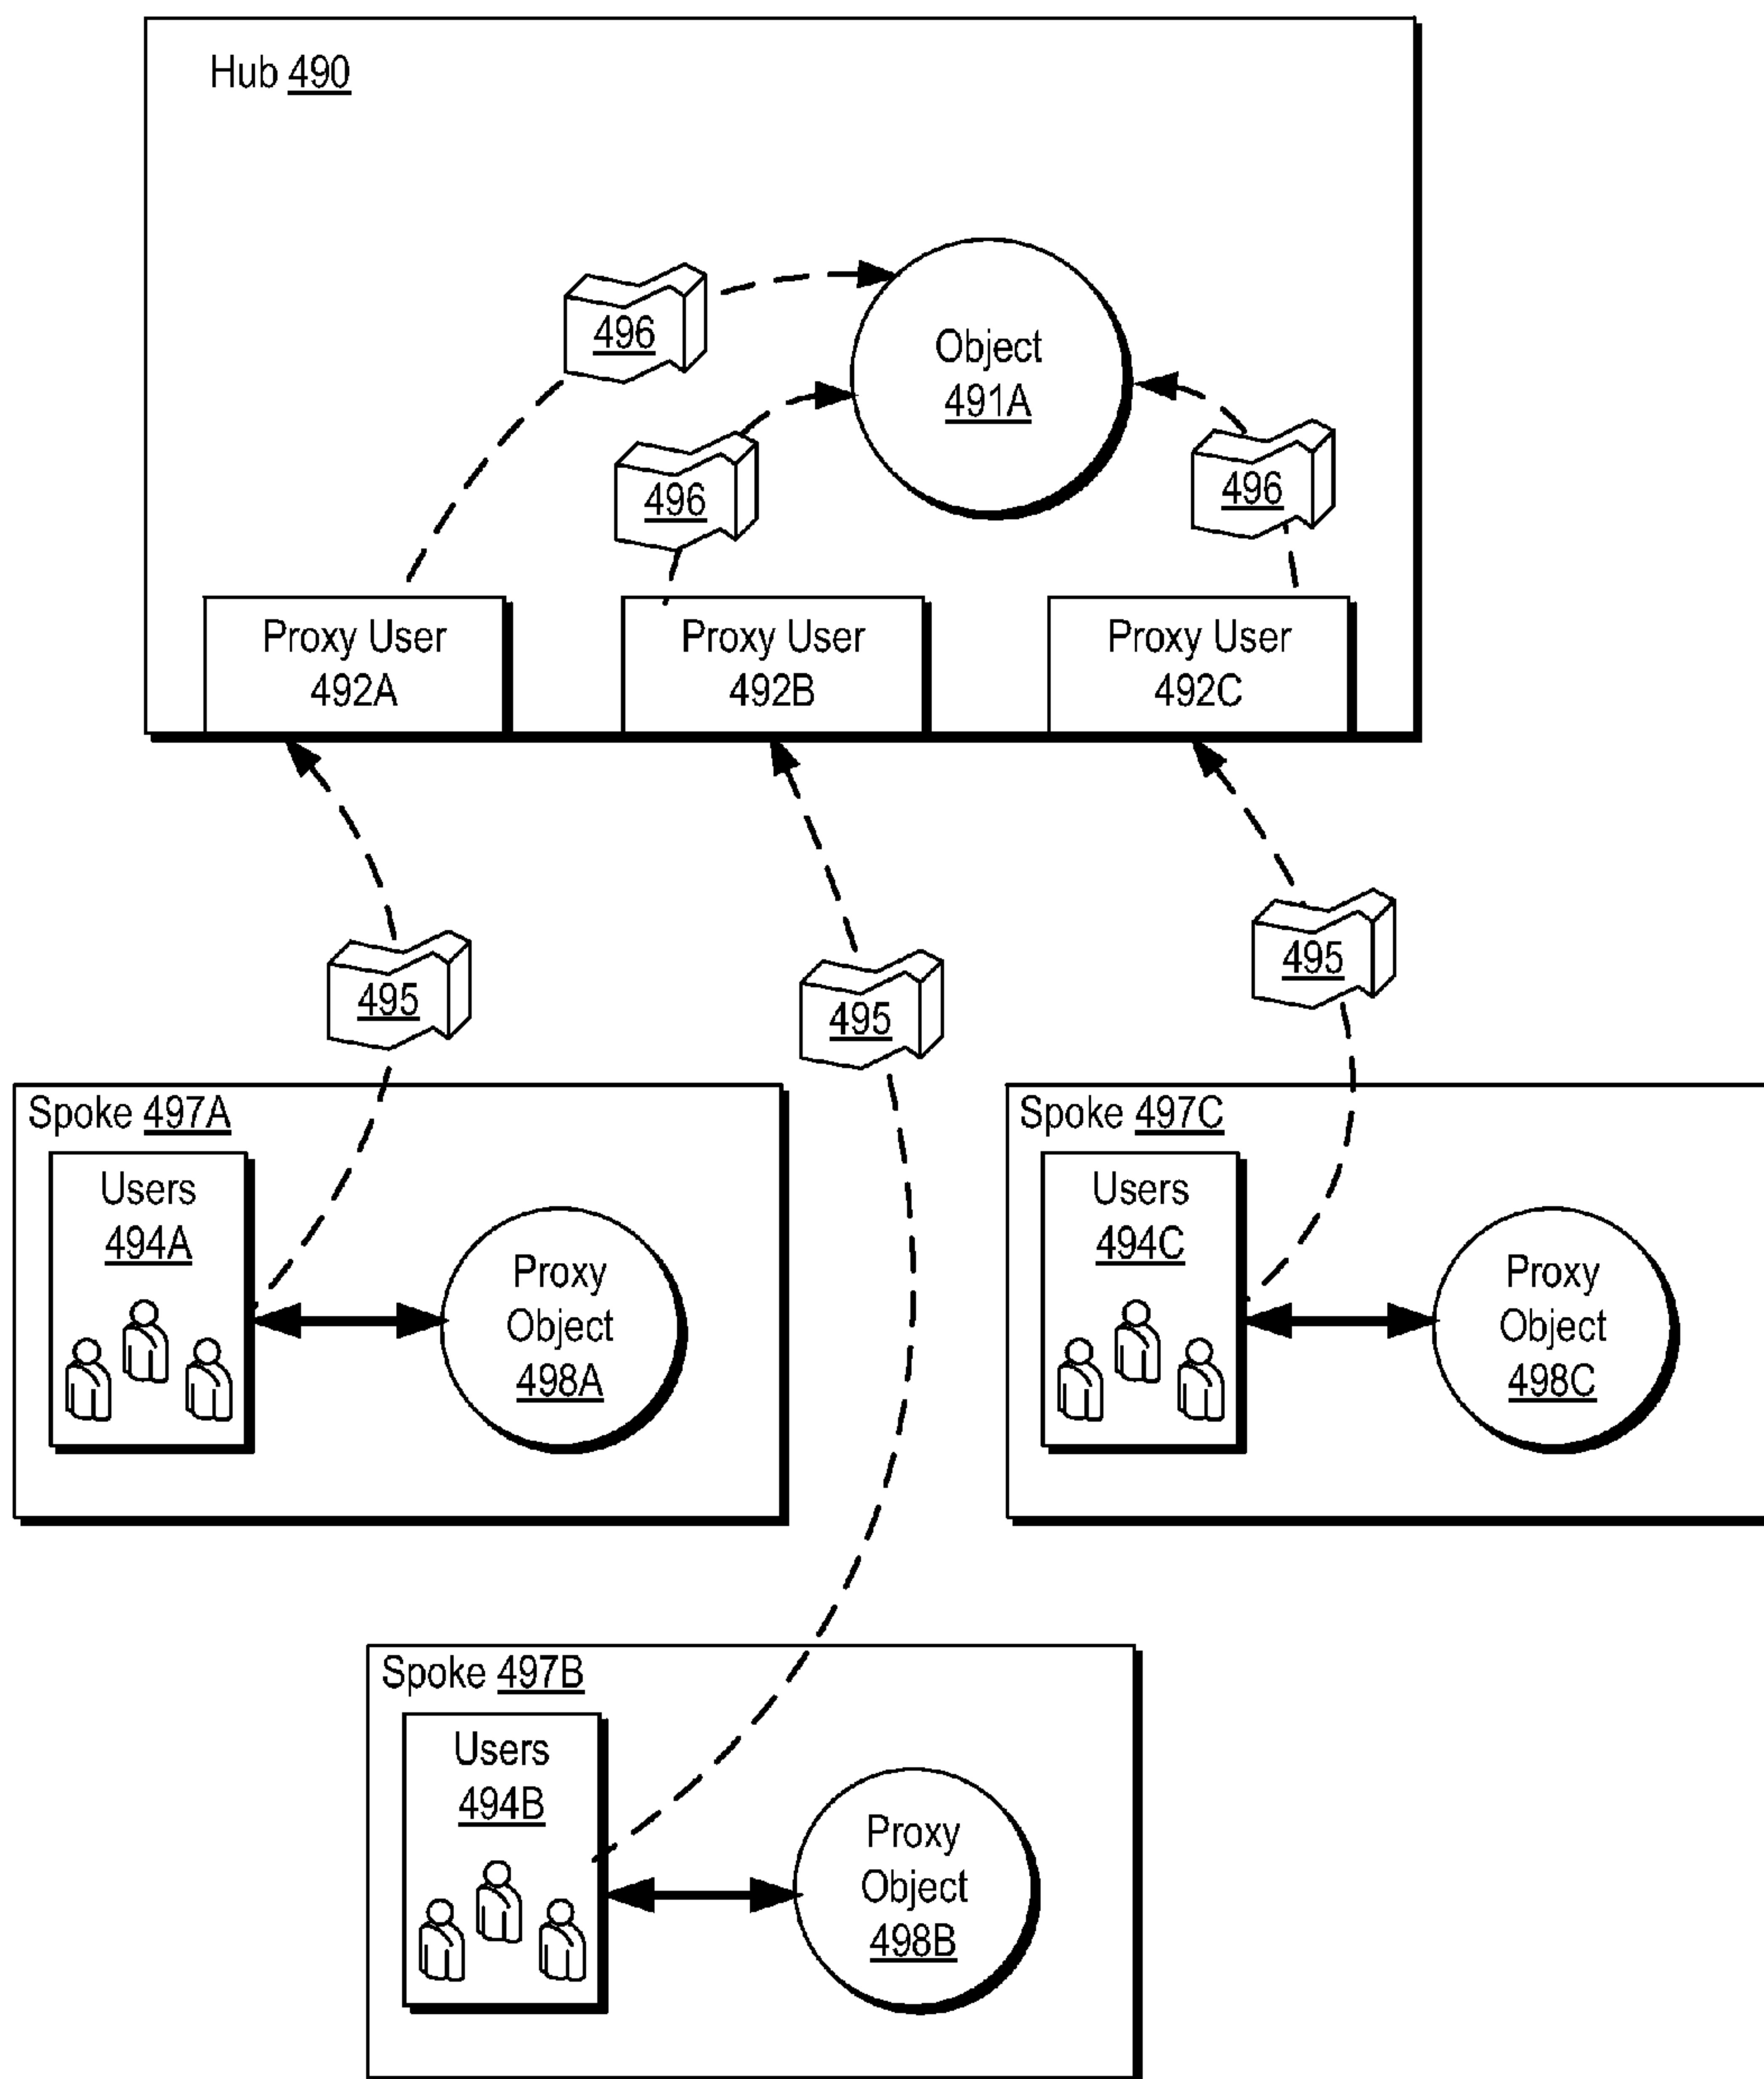 Hub 490
496
Object
491A
496
496
Proxy User
492A
Proxy User
492B
Proxy User
492C
495
495
495
Spoke 497A
Users
494A
Proxy
Object
498A
Spoke 497C
Users
494C
Proxy
Object
498C
Spoke 497B
Users
494B
Proxy
Object
498B